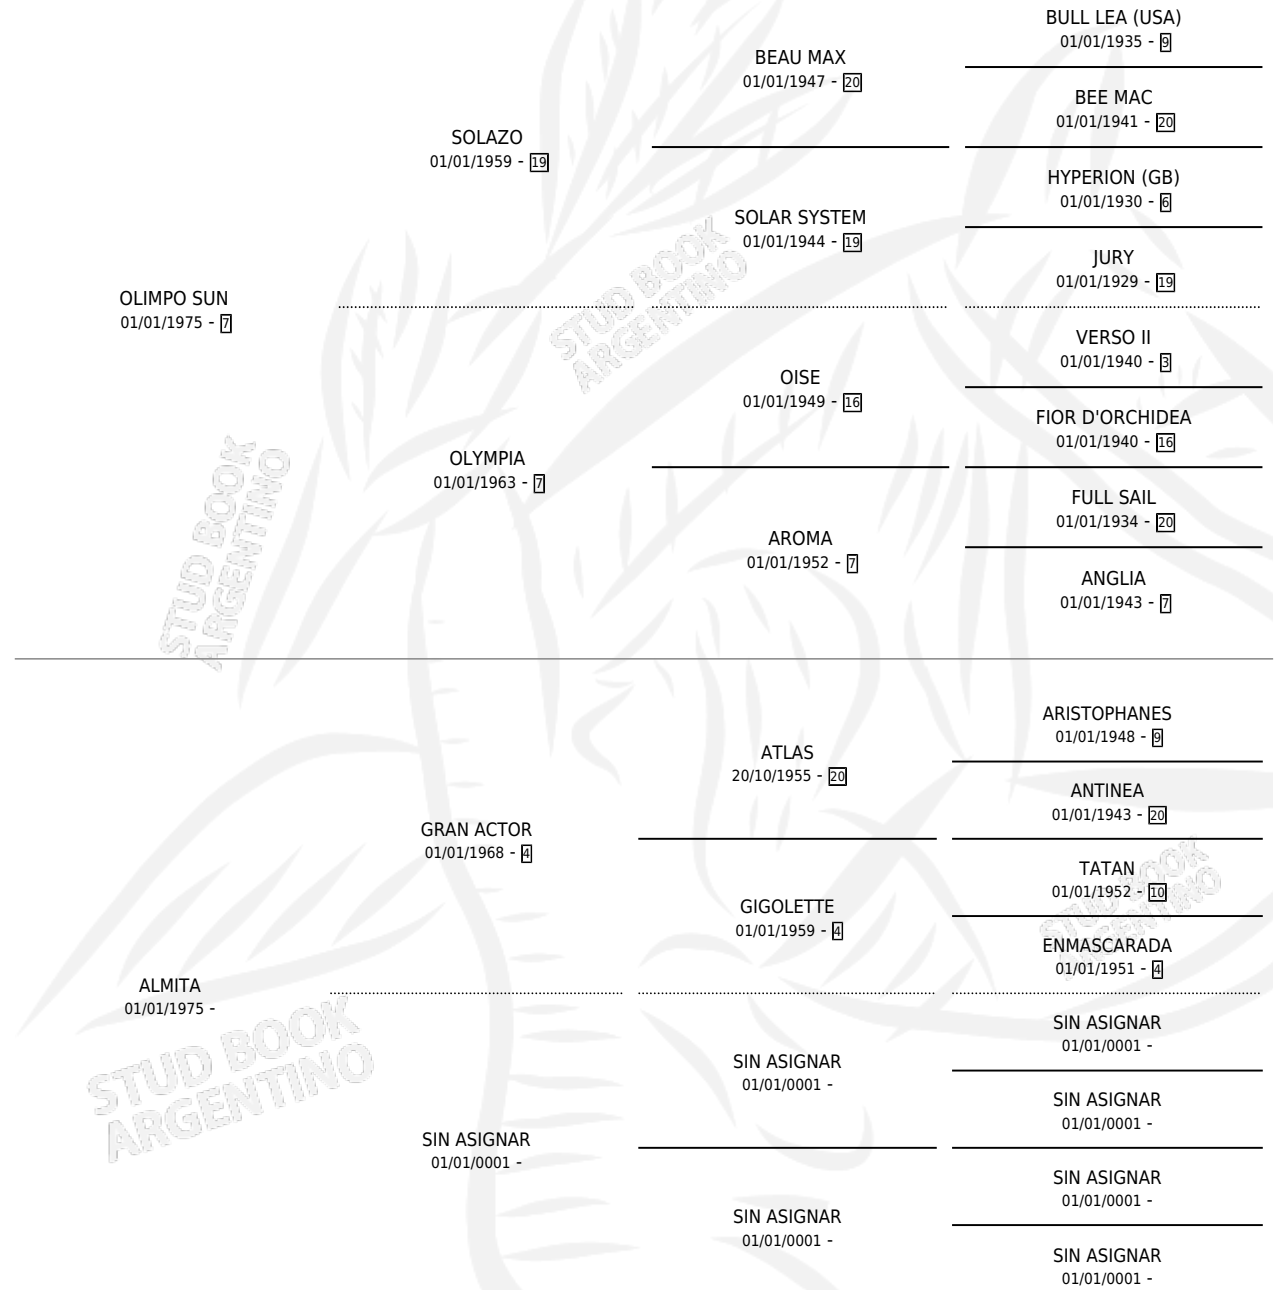 BULL LEA (USA)
01/01/1935 - 9
BEAU MAX
01/01/1947 - 20
BEE MAC
01/01/1941 - 20
SOLAZO
01/01/1959 - 19
HYPERION (GB)
01/01/1930 - 6
SOLAR SYSTEM
01/01/1944 - 19
JURY
01/01/1929 - 19
OLIMPO SUN
01/01/1975 - 7
VERSO II
01/01/1940 - 3
OISE
01/01/1949 - 16
FIOR D'ORCHIDEA
01/01/1940 - 16
OLYMPIA
01/01/1963 - 7
FULL SAIL
01/01/1934 - 20
AROMA
01/01/1952 - 7
ANGLIA
01/01/1943 - 7
STUD BOOK
ARGENTINO
STUD BOOK
ARGENTINO
ARISTOPHANES
01/01/1948 - 9
ATLAS
20/10/1955 - 20
ANTINEA
01/01/1943 - 20
GRAN ACTOR
01/01/1968 - 4
TATAN
01/01/1952 - 10
GIGOLETTE
01/01/1959 - 4
ENMASCARADA
01/01/1951 - 4
ALMITA
01/01/1975 -
SIN ASIGNAR
01/01/0001 -
SIN ASIGNAR
01/01/0001 -
SIN ASIGNAR
01/01/0001 -
SIN ASIGNAR
01/01/0001 -
SIN ASIGNAR
01/01/0001 -
SIN ASIGNAR
01/01/0001 -
SIN ASIGNAR
01/01/0001 -
STUD BOOK
ARGENTINO
STUD BOOK
ARGENTINO